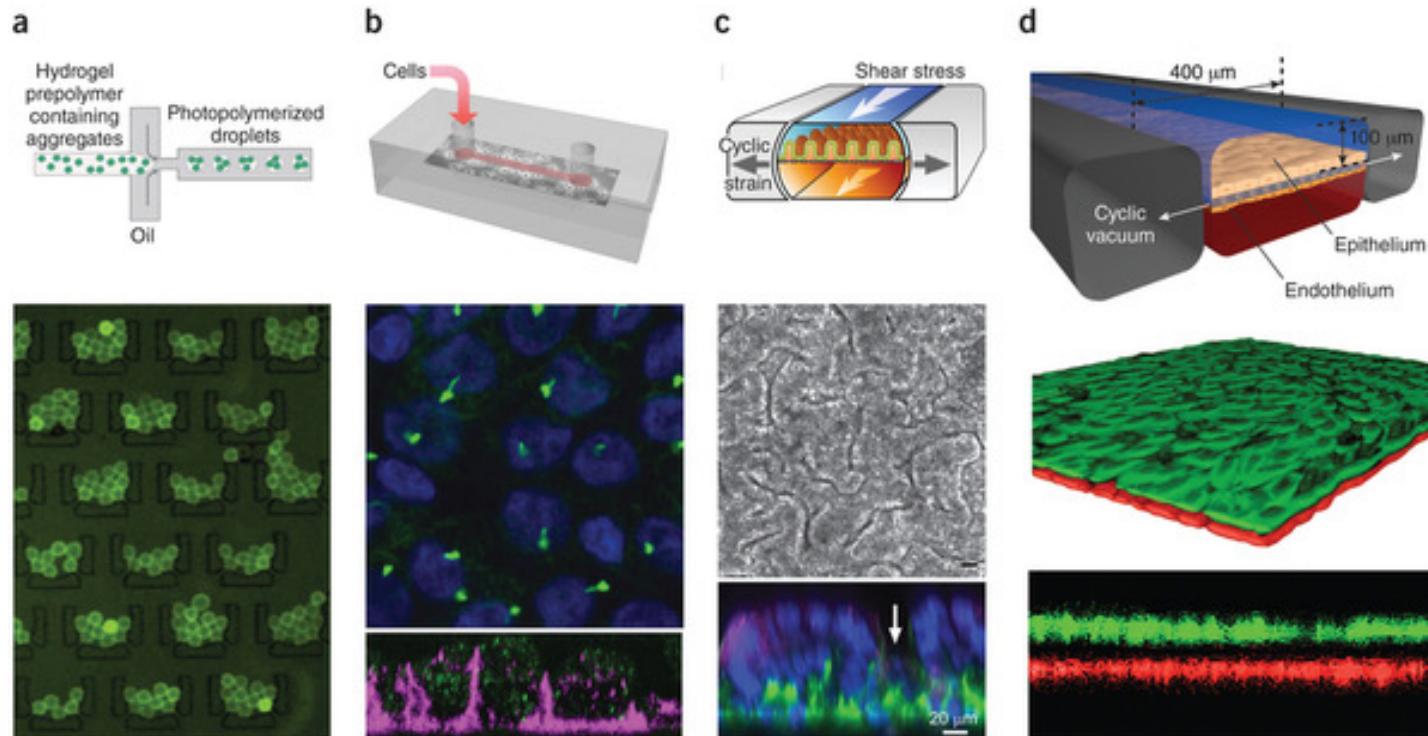 a
Hydrogel
prepolymer
containing
aggregates
Photopolymerized
droplets
Oil
b
Cells
c
Shear stress
Cyclic
strain
d
400 μm
100 μm
Cyclic
vacuum
Epithelium
Endothelium
20 μm